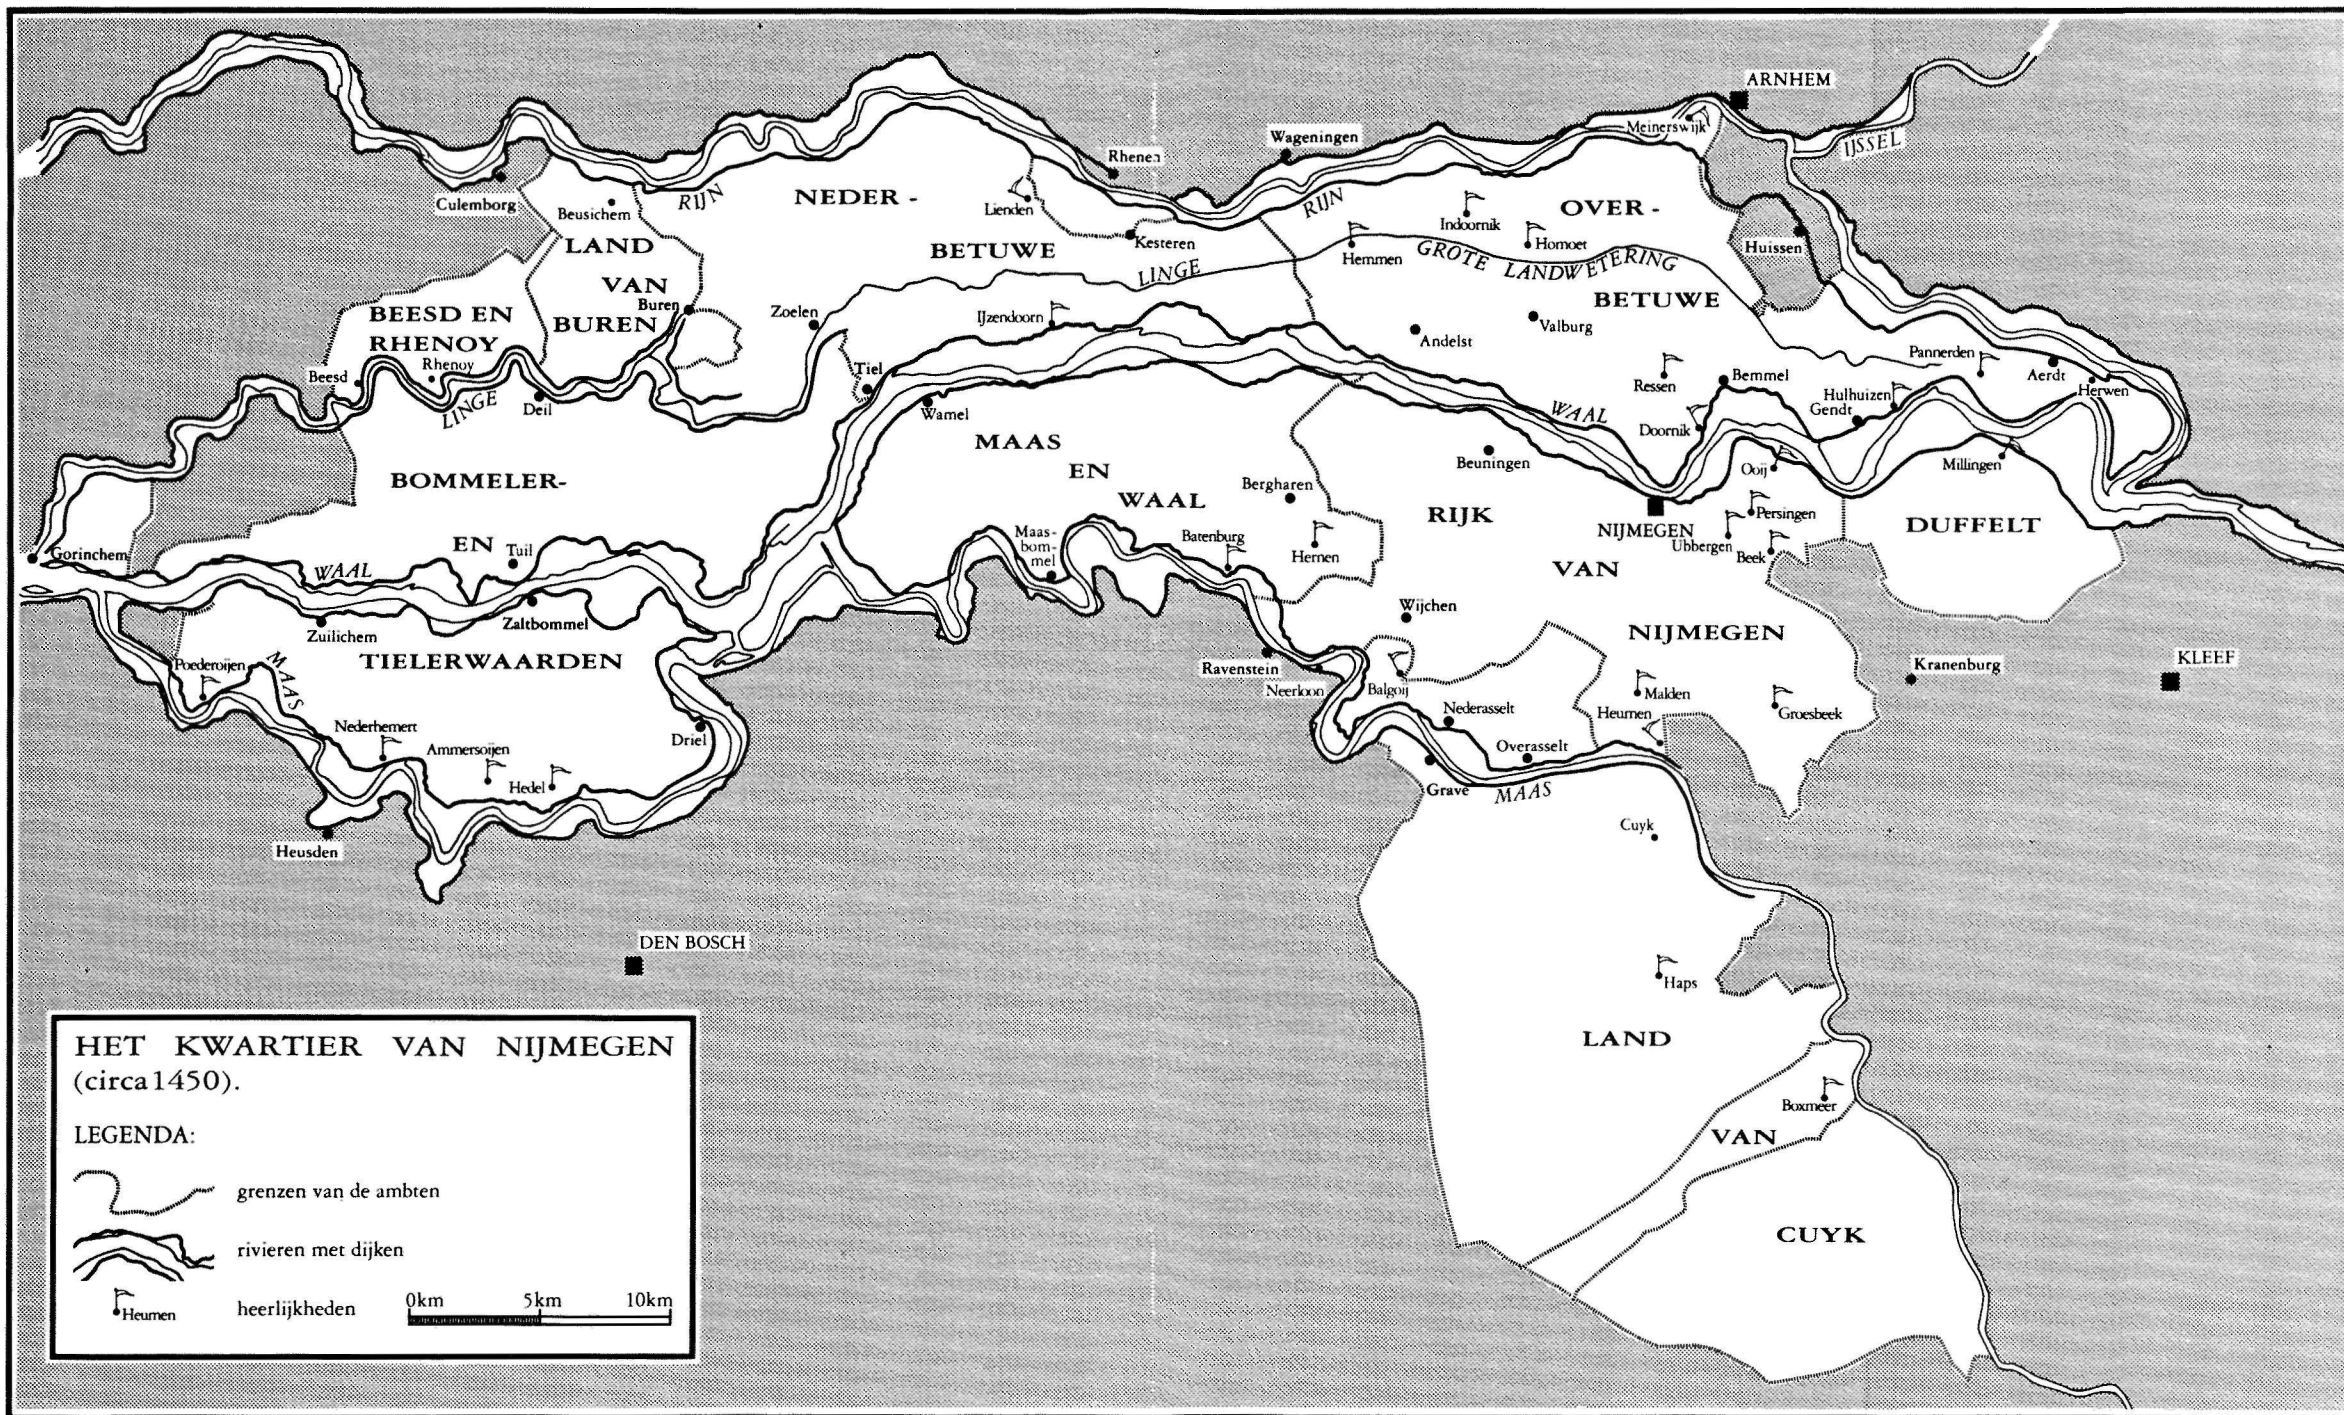 ARNHEM
Meinerswijk
IJSSEL
Wageningen
Rhenen
RIJN
NEDER -
BETUWE
Lienden
Kesteren
Culemborg
Beusichem
LAND
VAN
BUREN
Buren
RIJN
Indoornik
Homoet
Hemmen
OVER -
BETUWE
Huissen
GROTE LANDWETERING
LINGE
BEESD EN
RHENOY
Rhenoy
Beesd
LINGE
Deil
Zoelen
Tiel
IJzendoorn
Andelst
Valburg
Ressen
Bemmel
Doornik
Pannerden
Hulhuizen
Gendt
Aerdt
Herwen
Wamel
MAAS
EN
WAAL
WAAL
Beuningen
Ooij
Millingen
BOMMELER-
EN
TIELERWAARDEN
Bergharen
Hernen
Batenburg
Maas-
bom-
mel
RIJK
VAN
NIJMEGEN
NIJMEGEN
Persingen
Ubbergen
Beek
DUFFELT
Gorinchem
WAAL
Tuil
Zaltbommel
Zuilichem
Poederoijen
MAAS
Nederhemert
Ammersoijen
Hedel
Driel
Heusden
Wijchen
Ravenstein
Neerloon
Balgoij
Nederasselt
Overasselt
Heumen
Malden
Groesbeek
Kranenburg
KLEEF
Grave
MAAS
Cuyk
Haps
DEN BOSCH
LAND
VAN
CUYK
Boxmeer
HET KWARTIER VAN NIJMEGEN
(circa 1450).
LEGENDA:
grenzen van de ambten
rivieren met dijken
Heumen
heerlijkheden
0km 5km 10km